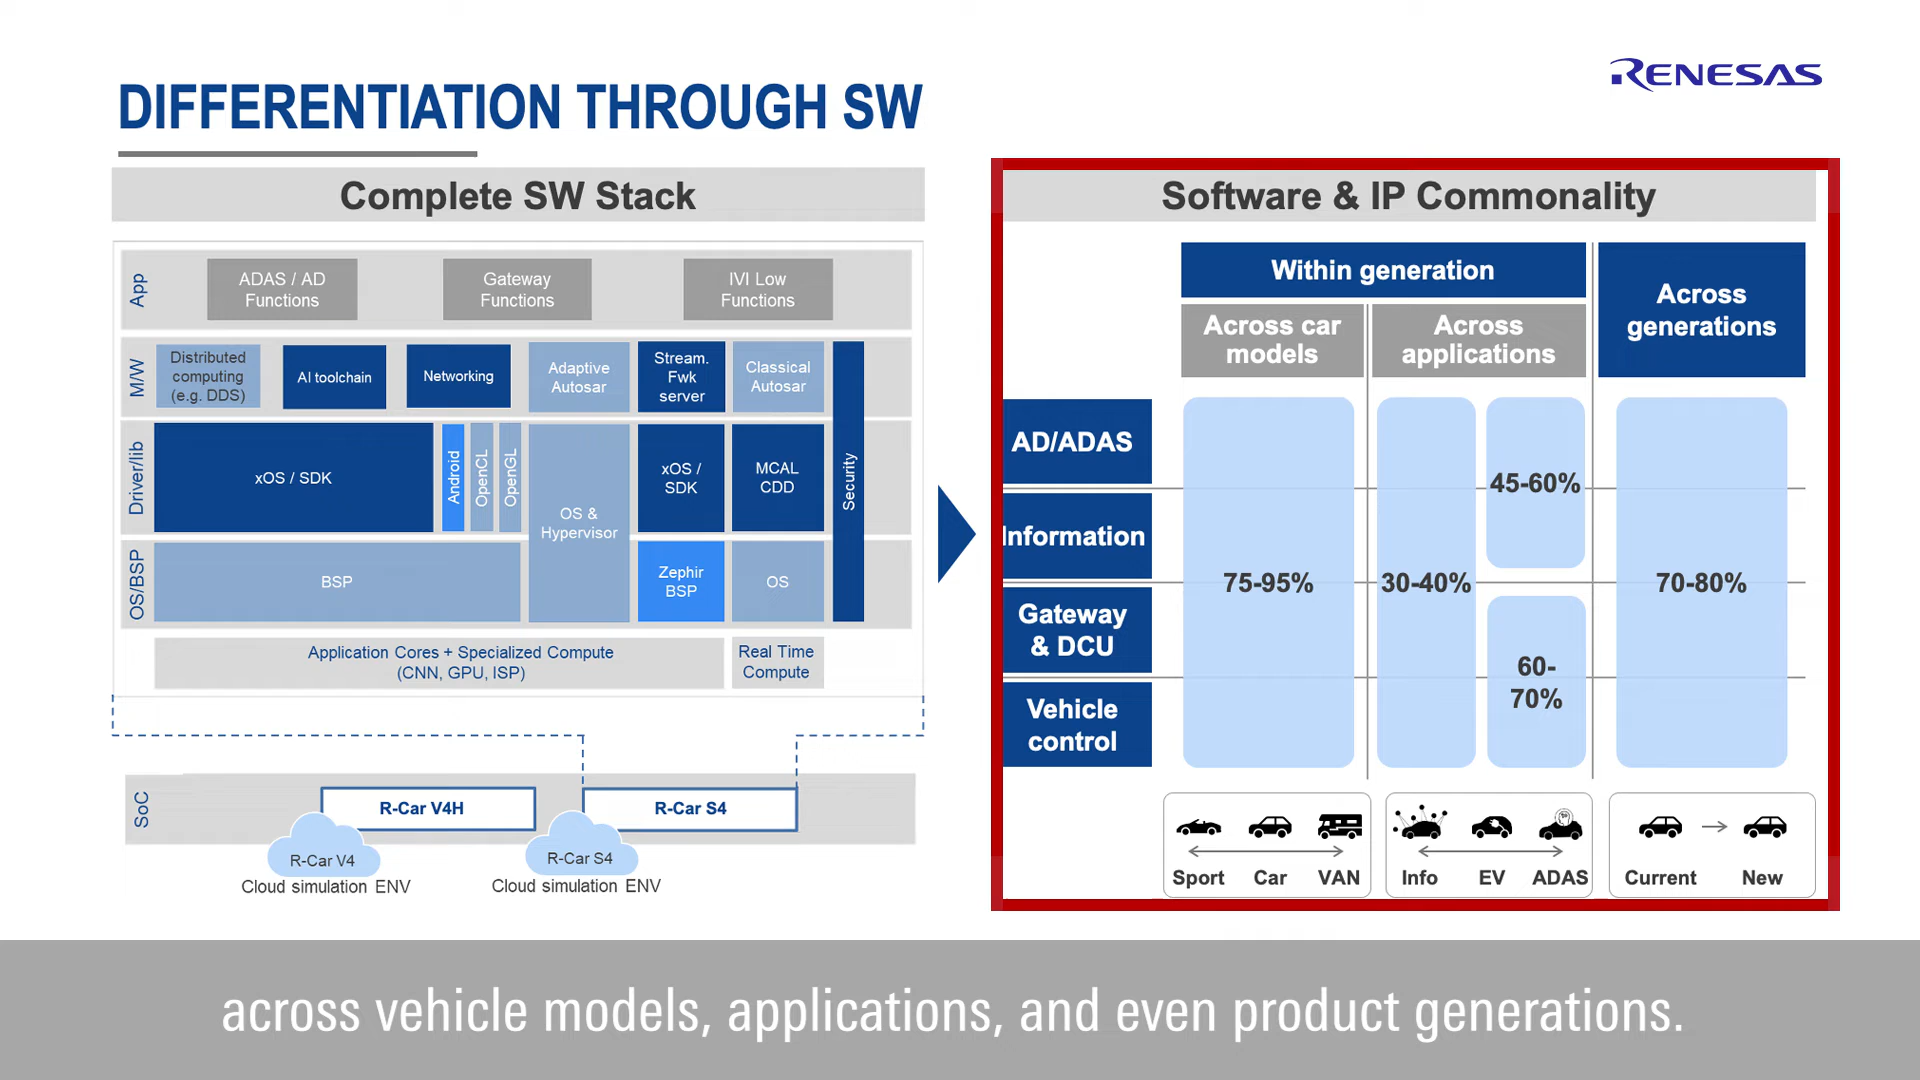 RENESAS
DIFFERENTIATION THROUGH SW
Complete SW Stack
App
ADAS / AD
Functions
Gateway
Functions
IVI Low
Functions
M/W
Distributed
computing
(e.g. DDS)
AI toolchain
Networking
Adaptive
Autosar
Stream.
Fwk
server
Classical
Autosar
Driver/lib
xOS / SDK
Android
OpenCL
OpenGL
OS &
Hypervisor
xOS /
SDK
MCAL
CDD
Security
OS/BSP
BSP
Zephir
BSP
OS
Application Cores + Specialized Compute
(CNN, GPU, ISP)
Real Time
Compute
SoC
R-Car V4H
R-Car S4
R-Car V4
Cloud simulation ENV
R-Car S4
Cloud simulation ENV
Software & IP Commonality
Within generation
Across
generations
Across car
models
Across
applications
AD/ADAS
Information
Gateway
& DCU
Vehicle
control
75-95%
30-40%
45-60%
60-
70%
70-80%
Sport
Car
VAN
Info
EV
ADAS
Current
New
across vehicle models, applications, and even product generations.